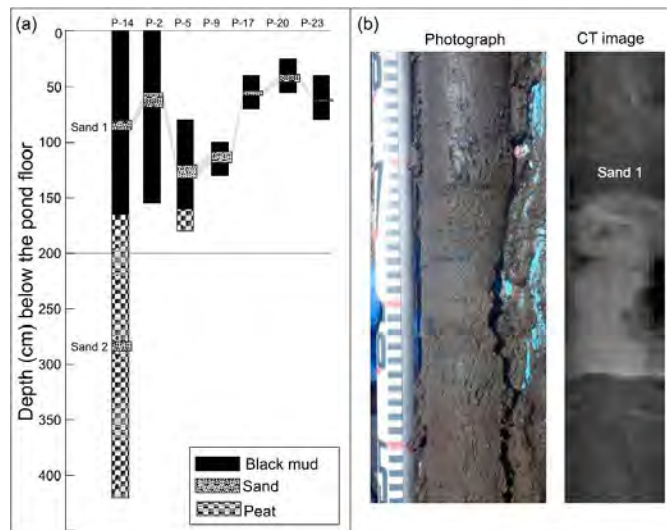 (a)
P-14 P-2 P-5 P-9 P-17 P-20 P-23
0
50
Sand 1
100
150
200
250
Sand 2
300
350
400
Depth (cm) below the pond floor
Black mud
Sand
Peat
(b)
Photograph
CT image
Sand 1